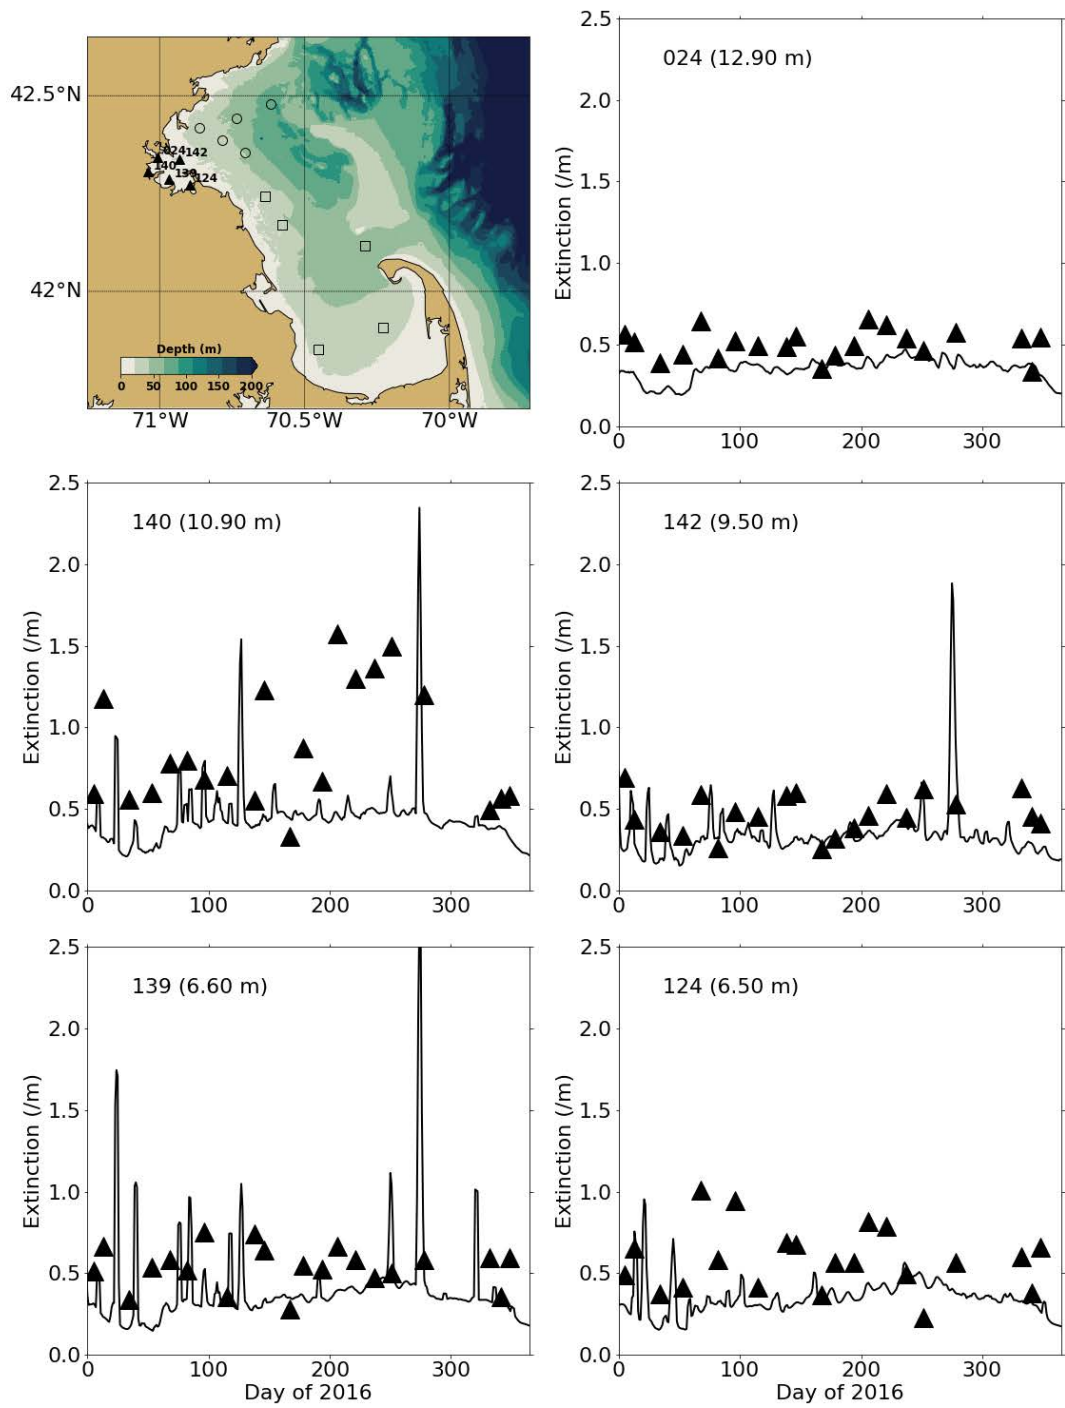 42.5°N
42°N
71°W 70.5°W 70°W
024 142
140 139 124
Depth (m)
0 50 100 150 200
024 (12.90 m)
Extinction (/m)
2.5
2.0
1.5
1.0
0.5
0.0
0 100 200 300
140 (10.90 m)
Extinction (/m)
2.5
2.0
1.5
1.0
0.5
0.0
0 100 200 300
142 (9.50 m)
Extinction (/m)
2.5
2.0
1.5
1.0
0.5
0.0
0 100 200 300
139 (6.60 m)
Extinction (/m)
2.5
2.0
1.5
1.0
0.5
0.0
0 100 200 300
Day of 2016
124 (6.50 m)
Extinction (/m)
2.5
2.0
1.5
1.0
0.5
0.0
0 100 200 300
Day of 2016